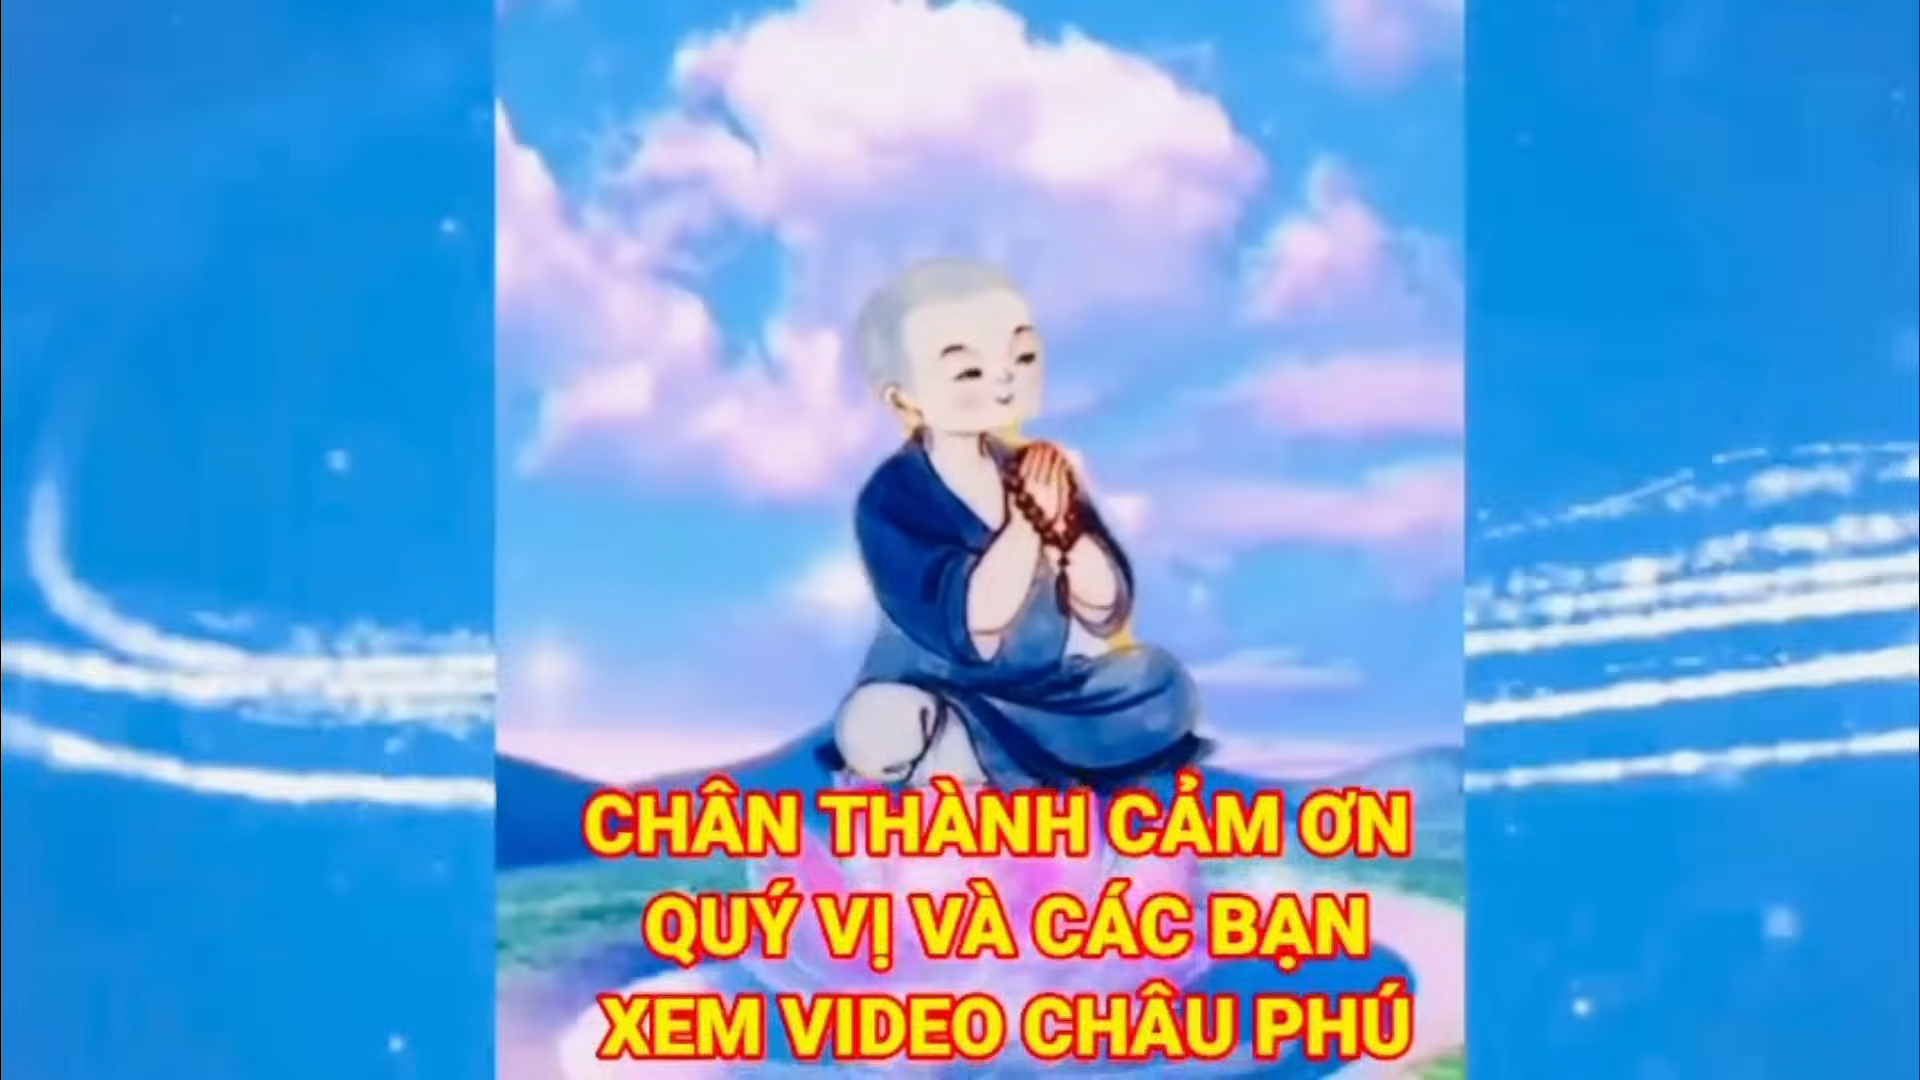 CHÂN THÀNH CẢM ƠN
QUÝ VỊ VÀ CÁC BẠN
XEM VIDEO CHÂU PHÚ